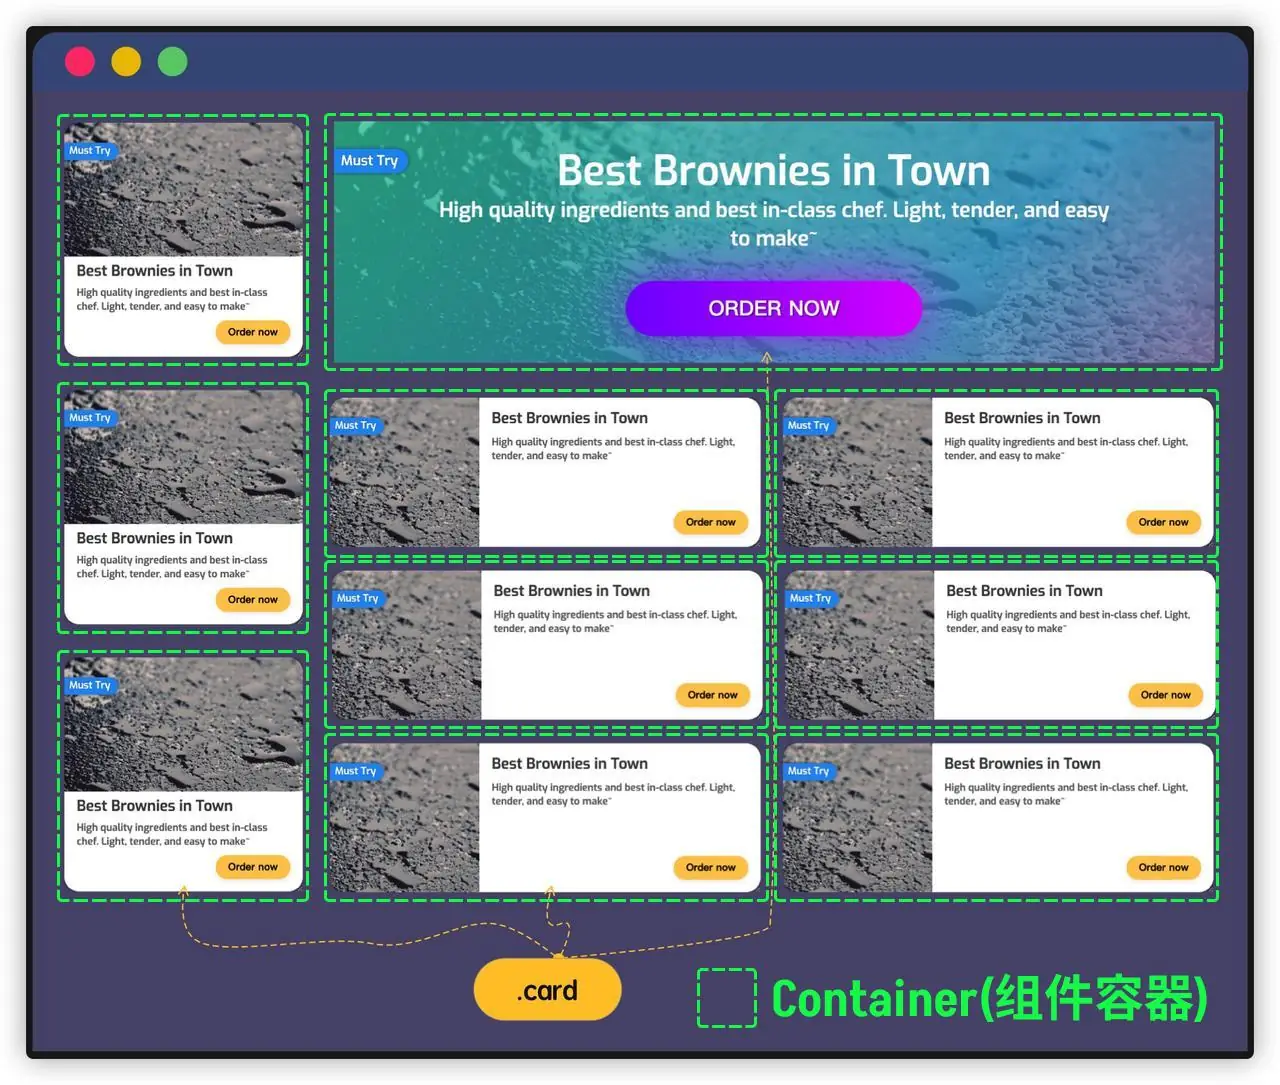 Must Try
Best Brownies in Town
High quality ingredients and best in-class
chef. Light, tender, and easy to make~
Order now
Must Try
Best Brownies in Town
High quality ingredients and best in-class chef. Light, tender, and easy
to make~
ORDER NOW
Must Try
Best Brownies in Town
High quality ingredients and best in-class
chef. Light, tender, and easy to make~
Order now
Must Try
Best Brownies in Town
High quality ingredients and best in-class chef. Light,
tender, and easy to make~
Order now
Must Try
Best Brownies in Town
High quality ingredients and best in-class chef. Light,
tender, and easy to make~
Order now
Must Try
Best Brownies in Town
High quality ingredients and best in-class chef. Light,
tender, and easy to make~
Order now
Must Try
Best Brownies in Town
High quality ingredients and best in-class chef. Light,
tender, and easy to make~
Order now
Must Try
Best Brownies in Town
High quality ingredients and best in-class
chef. Light, tender, and easy to make~
Order now
Must Try
Best Brownies in Town
High quality ingredients and best in-class chef. Light,
tender, and easy to make~
Order now
Must Try
Best Brownies in Town
High quality ingredients and best in-class chef. Light,
tender, and easy to make~
Order now
.card
Container(组件容器)